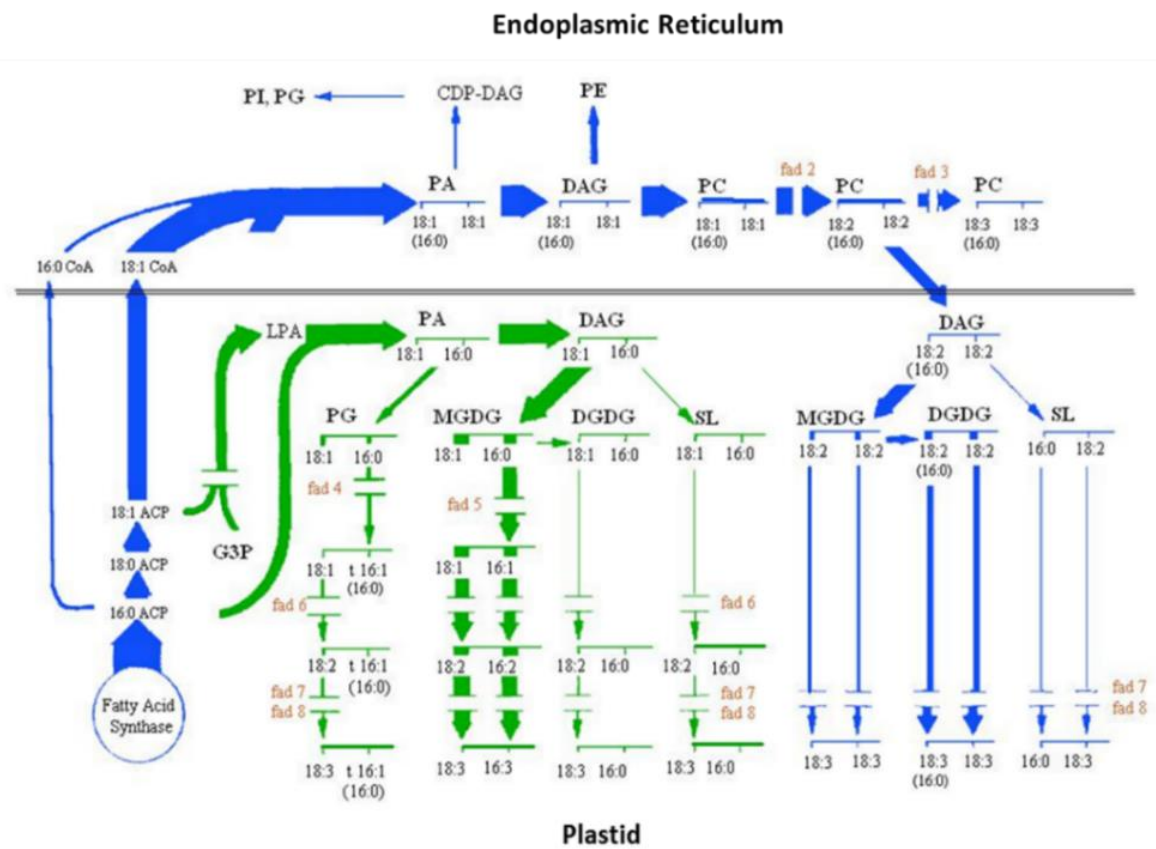 Endoplasmic Reticulum
PI, PG
CDP-DAG
PE
PA
DAG
PC
fad 2
PC
fad 3
PC
18:1 18:1
(16:0)
18:1 18:1
(16:0)
18:1 18:1
(16:0)
18:2 18:2
(16:0)
18:3 18:3
(16:0)
16:0 CoA
18:1 CoA
LPA
PA
18:1 16:0
DAG
18:1 16:0
DAG
18:2 18:2
(16:0)
PG
MGDG
DGDG
SL
MGDG
DGDG
SL
18:1 16:0
18:1 16:0
18:1 16:0
18:1 16:0
18:2 18:2
18:2 18:2
(16:0)
16:0 18:2
fad 4
fad 5
18:1 ACP
G3P
18:0 ACP
16:0 ACP
18:1 t 16:1
(16:0)
18:1 16:1
fad 6
fad 6
18:2 t 16:1
(16:0)
18:2 16:2
18:2 16:0
18:2 16:0
fad 7
fad 8
fad 7
fad 8
fad 7
fad 8
Fatty Acid
Synthase
18:3 t 16:1
(16:0)
18:3 16:3
18:3 16:0
18:3 16:0
18:3 18:3
18:3 18:3
(16:0)
16:0 18:3
Plastid